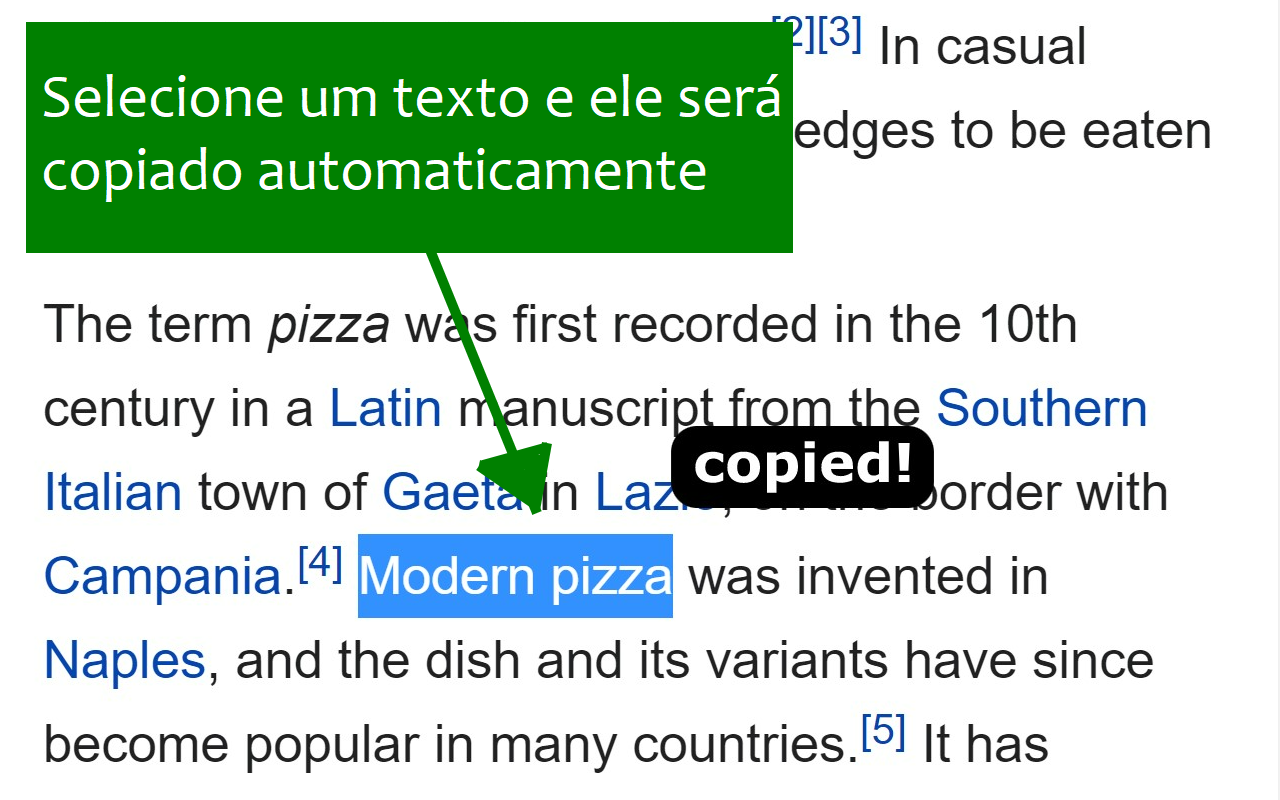 [2][3] In casual
Selecione um texto e ele será
copiado automaticamente
edges to be eaten
The term pizza was first recorded in the 10th
century in a Latin manuscript from the Southern
copied!
Italian town of Gaeta in Lazio, on the border with
Campania.[4] Modern pizza was invented in
Naples, and the dish and its variants have since
become popular in many countries.[5] It has